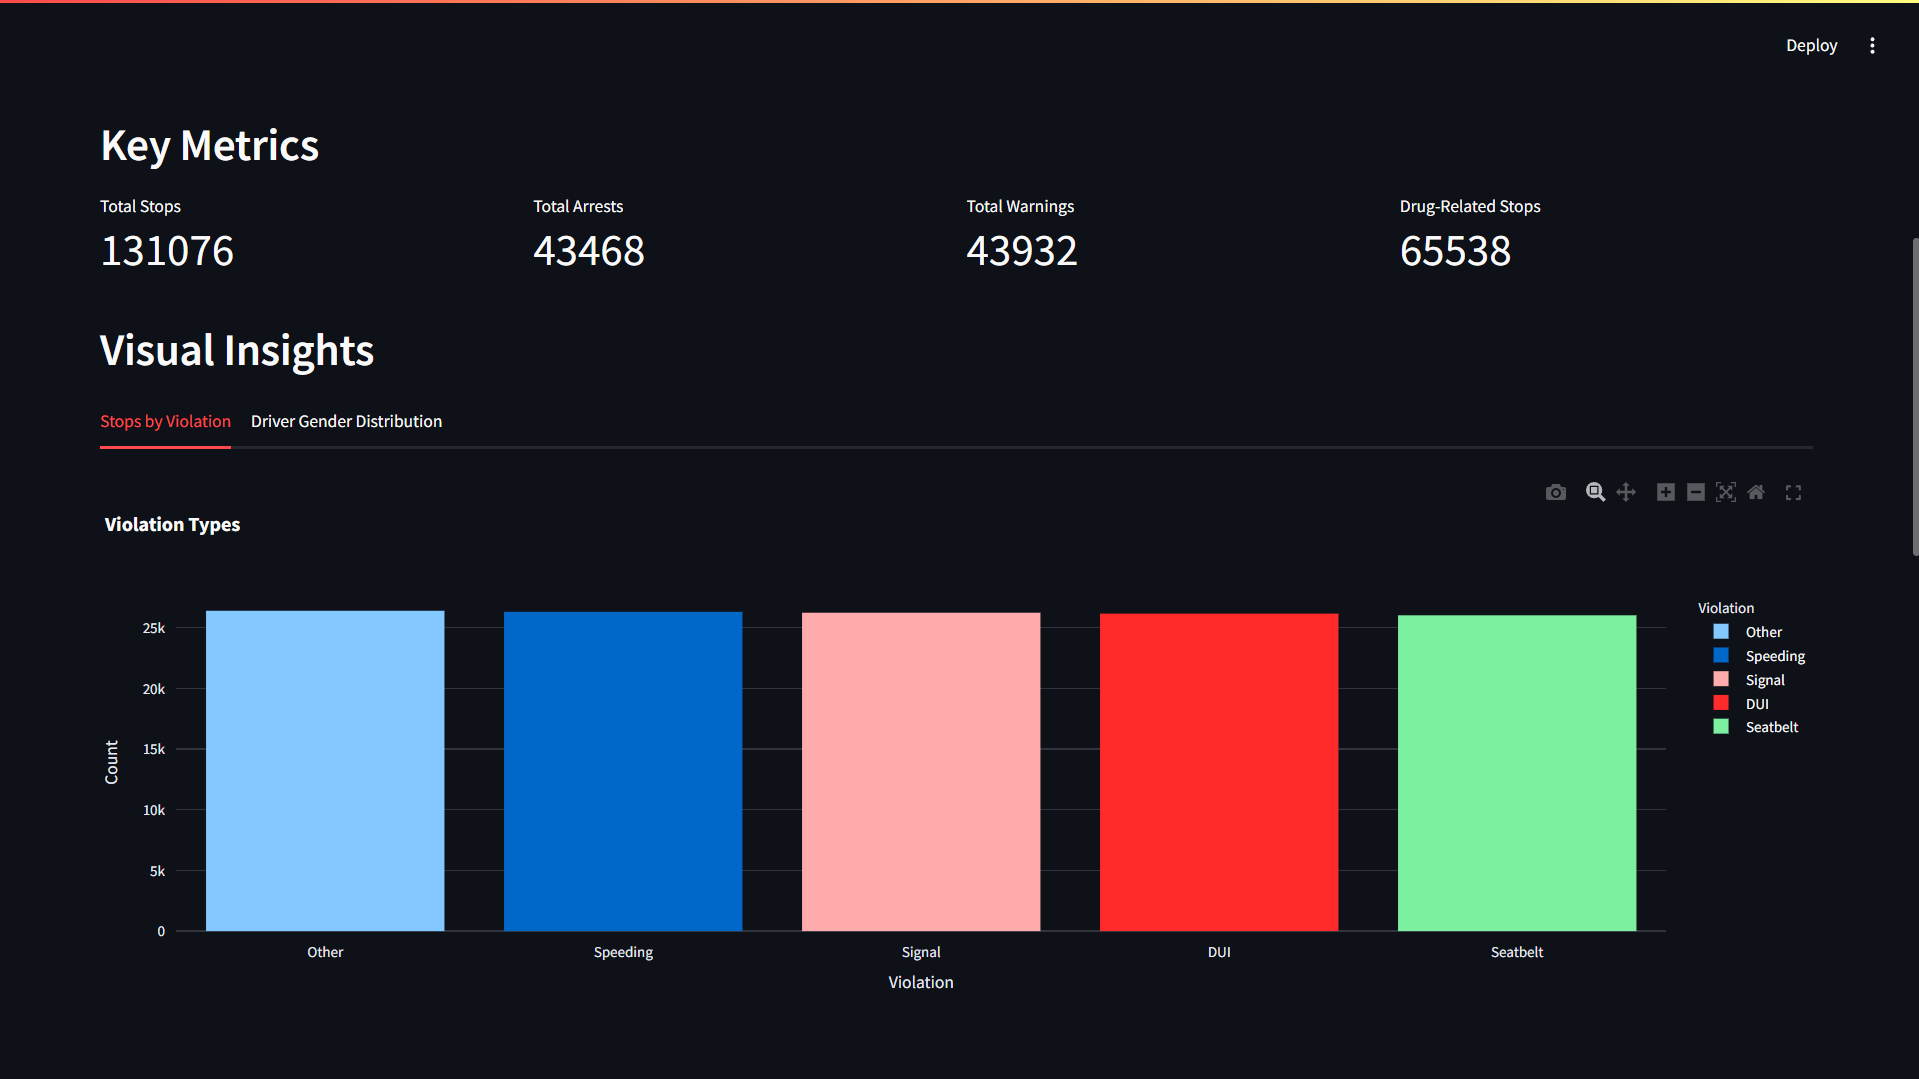 Deploy
Key Metrics
Total Stops
131076
Total Arrests
43468
Total Warnings
43932
Drug-Related Stops
65538
Visual Insights
Stops by Violation
Driver Gender Distribution
Violation Types
Count
25k
20k
15k
10k
5k
0
Other
Speeding
Signal
DUI
Seatbelt
Violation
Violation
Other
Speeding
Signal
DUI
Seatbelt